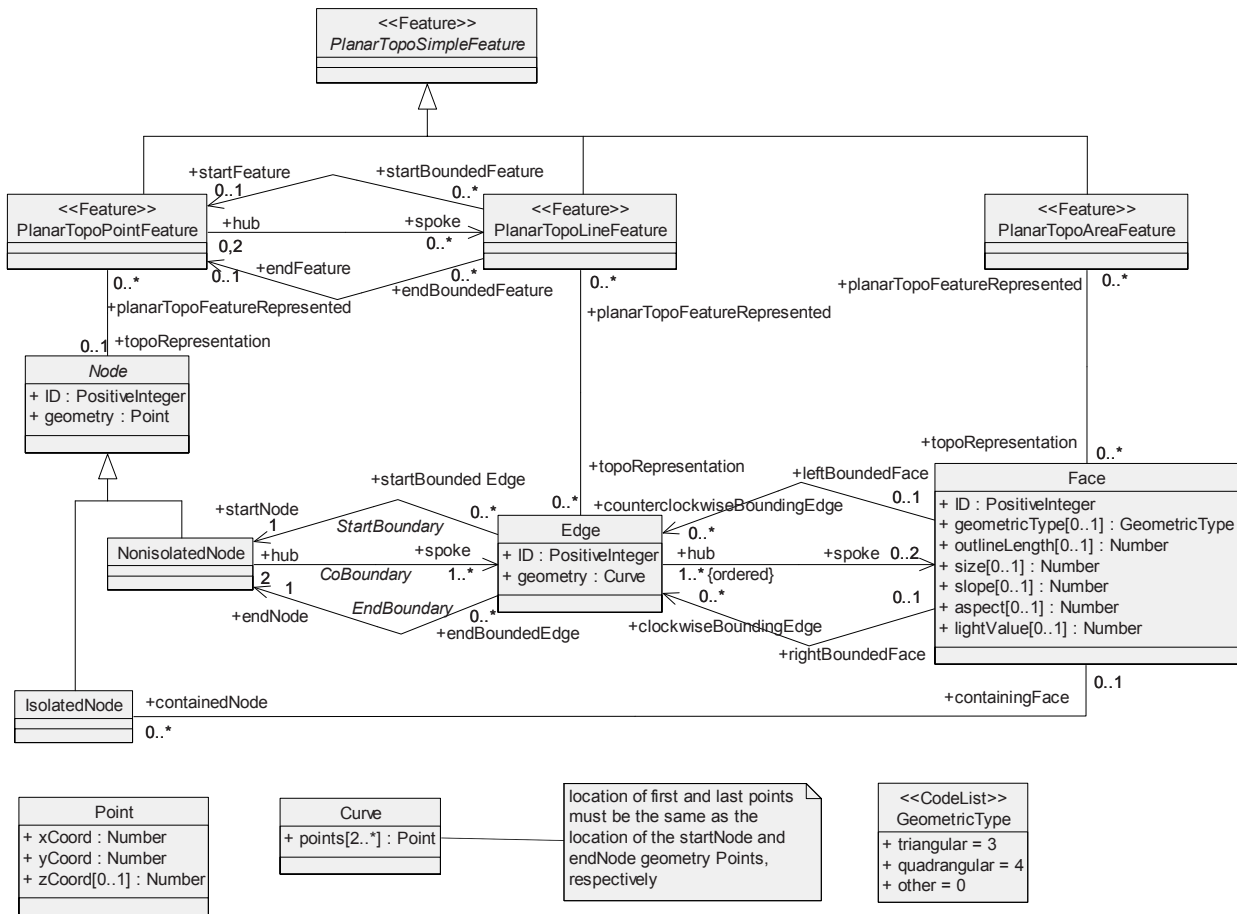 <<Feature>>
PlanarTopoSimpleFeature
+startFeature
+startBoundedFeature
0..1
0..*
<<Feature>>
PlanarTopoPointFeature
+hub
+spoke
0,2
0..*
+endFeature
0..1
0..*
+endBoundedFeature
<<Feature>>
PlanarTopoLineFeature
<<Feature>>
PlanarTopoAreaFeature
0..*
+planarTopoFeatureRepresented
0..*
+planarTopoFeatureRepresented
+planarTopoFeatureRepresented
0..*
0..1
+topoRepresentation
Node
+ ID : PositiveInteger
+ geometry : Point
+topoRepresentation
0..*
+topoRepresentation
0..*
+startBounded Edge
+startNode
0..*
1
StartBoundary
NonisolatedNode
+hub
+spoke
2
CoBoundary
1..*
1
EndBoundary
0..*
+endNode
+endBoundedEdge
Edge
+ ID : PositiveInteger
+ geometry : Curve
+leftBoundedFace
+counterclockwiseBoundingEdge
0..1
0..*
+hub
+spoke
0..2
1..* {ordered}
0..*
0..1
+clockwiseBoundingEdge
+rightBoundedFace
Face
+ ID : PositiveInteger
+ geometricType[0..1] : GeometricType
+ outlineLength[0..1] : Number
+ size[0..1] : Number
+ slope[0..1] : Number
+ aspect[0..1] : Number
+ lightValue[0..1] : Number
IsolatedNode
+containedNode
0..*
+containingFace
0..1
Point
+ xCoord : Number
+ yCoord : Number
+ zCoord[0..1] : Number
Curve
+ points[2..*] : Point
location of first and last points
must be the same as the
location of the startNode and
endNode geometry Points,
respectively
<<CodeList>>
GeometricType
+ triangular = 3
+ quadrangular = 4
+ other = 0